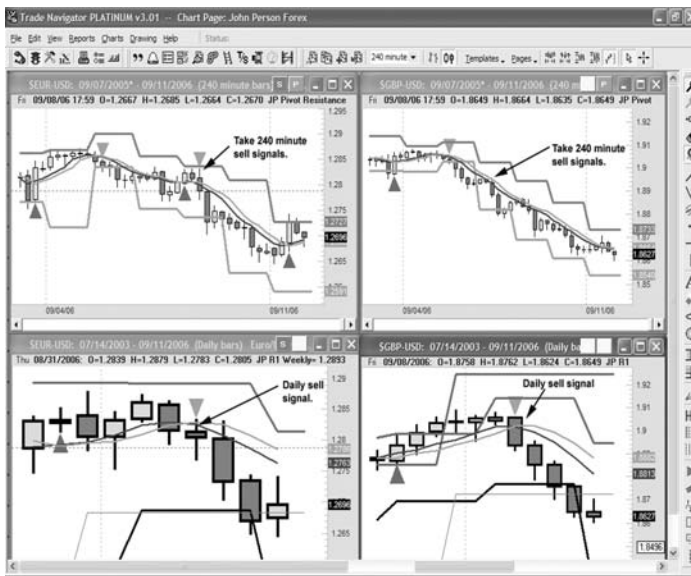 Trade Navigator PLATINUM v3.01 - Chart Page: John Person Forex
File Edit View Reports Charts Drawing Help Status:
240 minute Templates Pages
$EUR-USD: 09/07/2005* - 09/11/2006 (240 minute bars) S P
Fri 09/08/06 17:59 O=1.2667 H=1.2685 L=1.2664 C=1.2670 JP Pivot Resistance
1.295
1.29
1.285
1.28
1.275
1.2696
1.265
Take 240 minute
sell signals.
09/04/06 09/11/06
$GBP-USD: 09/07/2005* - 09/11/2006 (240 m
Fri 09/08/06 17:59 O=1.8649 H=1.8664 L=1.8635 C=1.8649 JP Pivot
1.92
1.91
1.9
1.89
1.88
1.87
1.8627
1.85
Take 240 minute
sell signals.
09/04/06 09/11/06
$EUR-USD: 07/14/2003 - 09/11/2006 (Daily bars) S
Thu 08/31/2006: O=1.2839 H=1.2879 L=1.2783 C=1.2805 JP R1 Weekly= 1.2893
1.29
1.285
1.28
1.2763
1.2696
1.265
Daily sell
signal.
$GBP-USD: 07/14/2003 - 09/11/2006 (Daily ba
Fri 09/08/2006: O=1.8758 H=1.8762 L=1.8624 C=1.8649 JP R1
1.92
1.91
1.9
1.8813
1.87
1.8627
1.86
1.8496
Daily sell signal